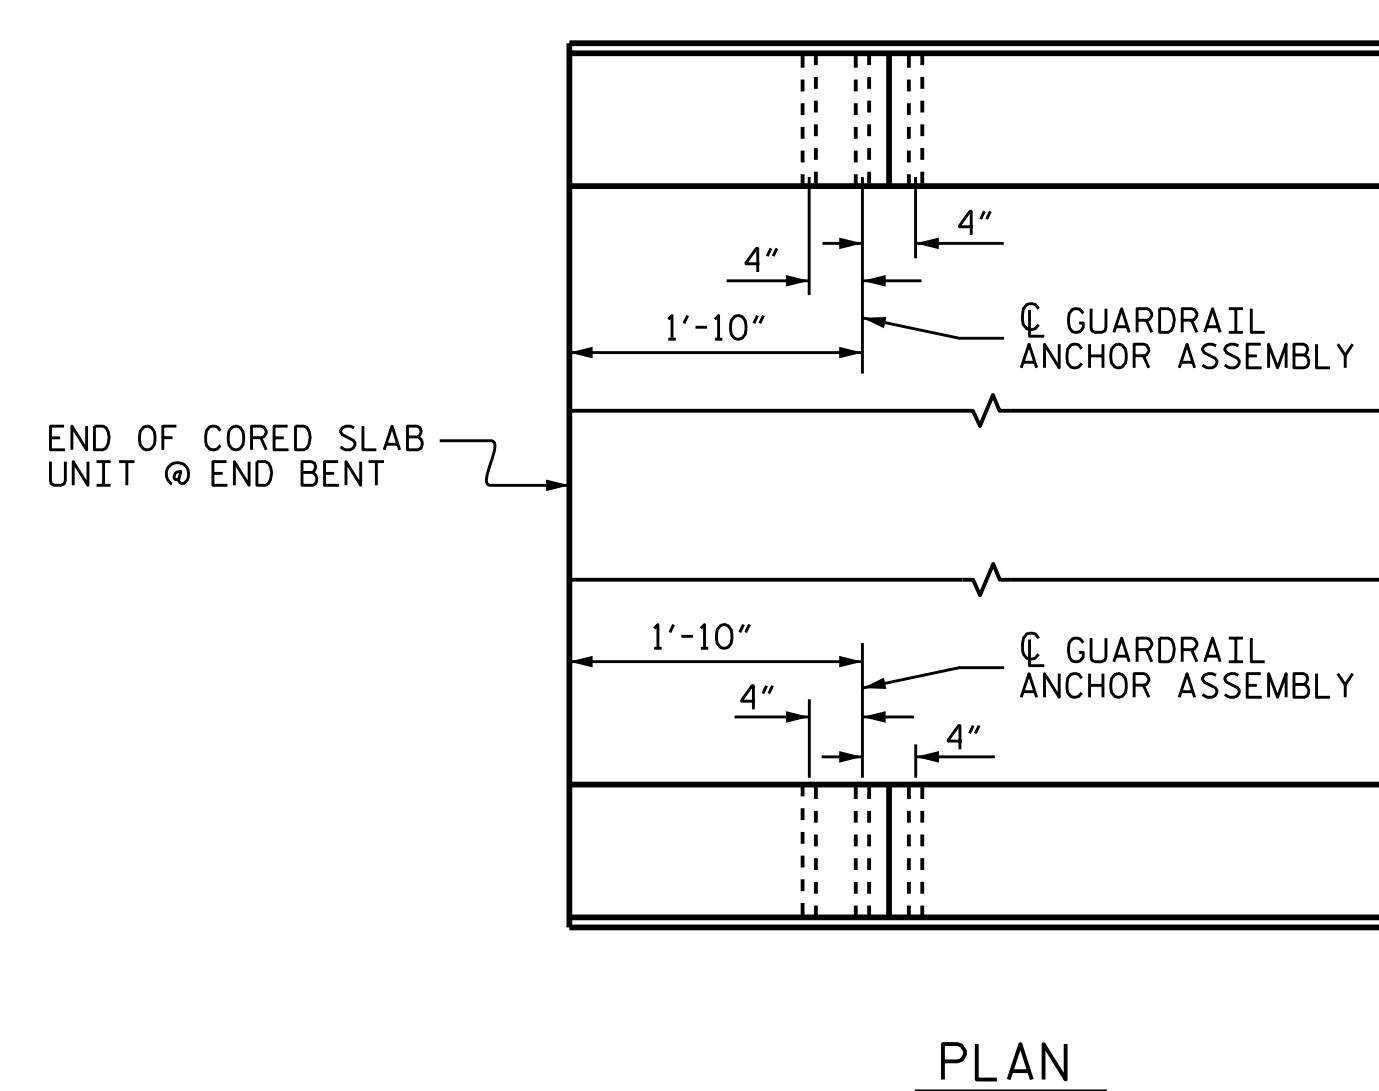 4"
4"
1'-10"
℄ GUARDRAIL
ANCHOR ASSEMBLY
END OF CORED SLAB
UNIT @ END BENT
1'-10"
℄ GUARDRAIL
ANCHOR ASSEMBLY
4"
4"
PLAN